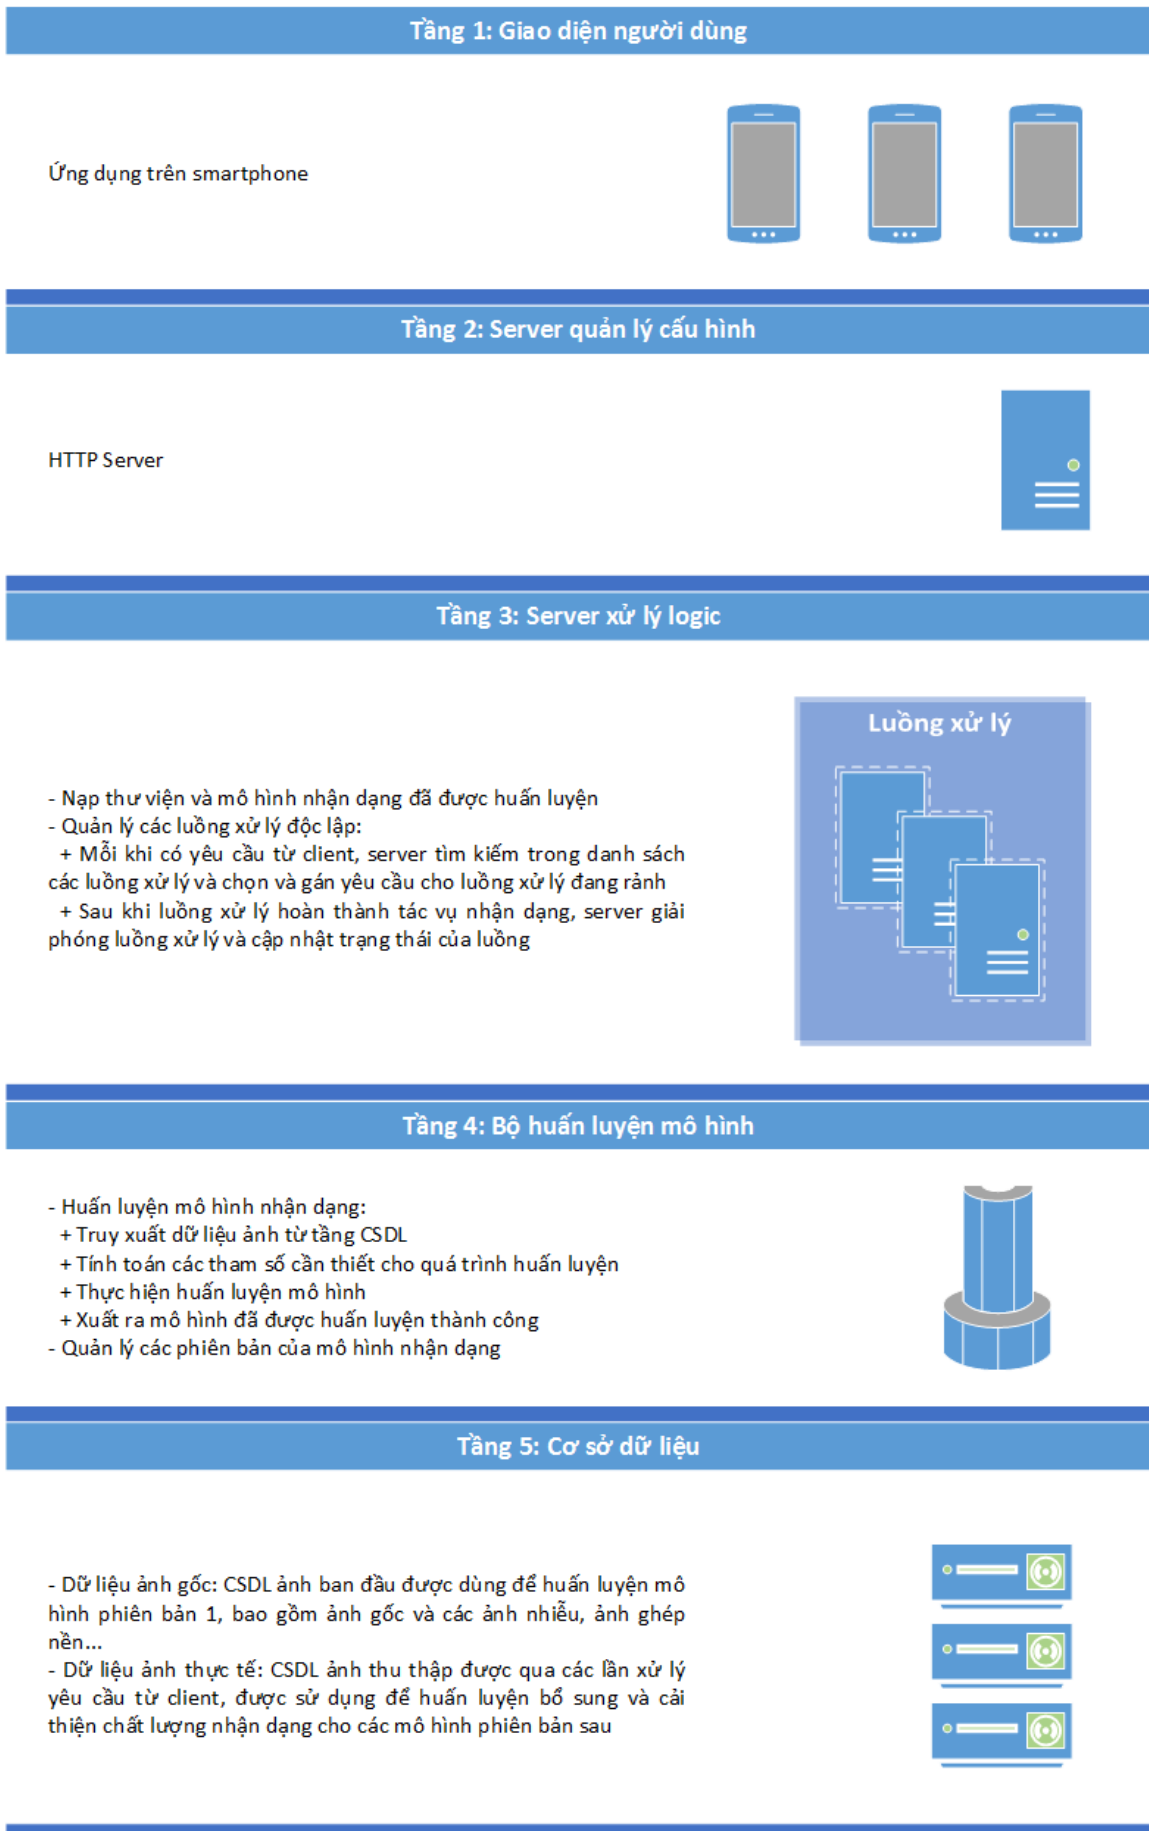 Tầng 1: Giao diện người dùng
Ứng dụng trên smartphone
Tầng 2: Server quản lý cấu hình
HTTP Server
Tầng 3: Server xử lý logic
Luồng xử lý
- Nạp thư viện và mô hình nhận dạng đã được huấn luyện
- Quản lý các luồng xử lý độc lập:
+ Mỗi khi có yêu cầu từ client, server tìm kiếm trong danh sách
các luồng xử lý và chọn và gán yêu cầu cho luồng xử lý đang rảnh
+ Sau khi luồng xử lý hoàn thành tác vụ nhận dạng, server giải
phóng luồng xử lý và cập nhật trạng thái của luồng
Tầng 4: Bộ huấn luyện mô hình
- Huấn luyện mô hình nhận dạng:
+ Truy xuất dữ liệu ảnh từ tầng CSDL
+ Tính toán các tham số cần thiết cho quá trình huấn luyện
+ Thực hiện huấn luyện mô hình
+ Xuất ra mô hình đã được huấn luyện thành công
- Quản lý các phiên bản của mô hình nhận dạng
Tầng 5: Cơ sở dữ liệu
- Dữ liệu ảnh gốc: CSDL ảnh ban đầu được dùng để huấn luyện mô
hình phiên bản 1, bao gồm ảnh gốc và các ảnh nhiễu, ảnh ghép
nền...
- Dữ liệu ảnh thực tế: CSDL ảnh thu thập được qua các lần xử lý
yêu cầu từ client, được sử dụng để huấn luyện bổ sung và cải
thiện chất lượng nhận dạng cho các mô hình phiên bản sau